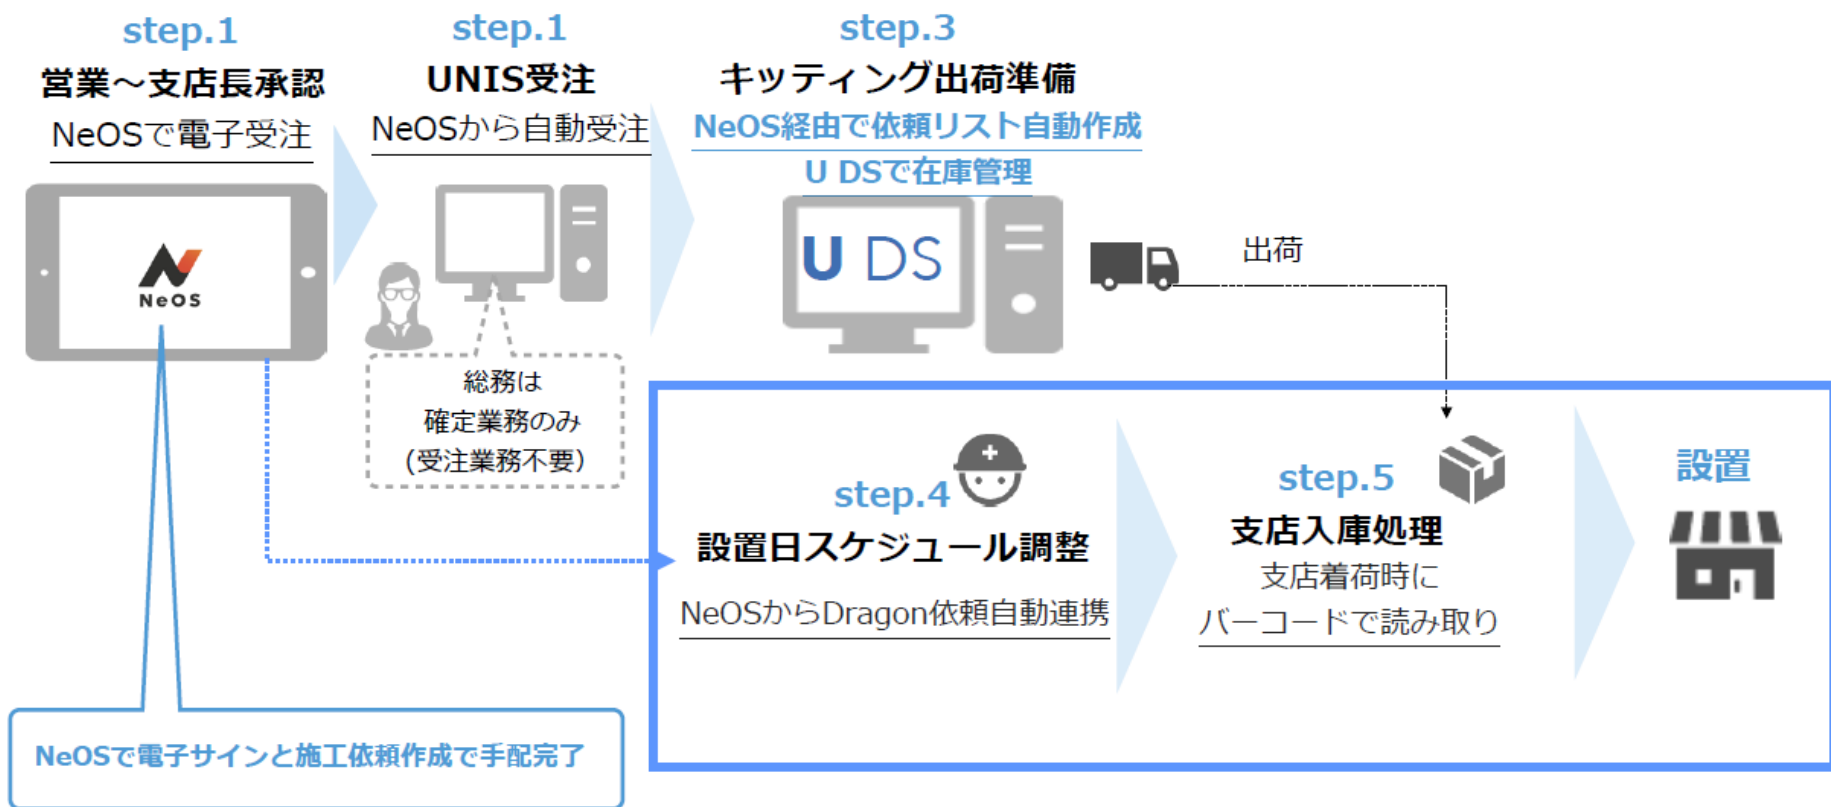 step.1
営業～支店長承認
NeOSで電子受注
NeOS
step.1
UNIS受注
NeOSから自動受注
総務は
確定業務のみ
(受注業務不要)
step.3
キッティング出荷準備
NeOS経由で依頼リスト自動作成
U DSで在庫管理
U DS
出荷
step.4
設置日スケジュール調整
NeOSからDragon依頼自動連携
step.5
支店入庫処理
支店着荷時に
バーコードで読み取り
設置
NeOSで電子サインと施工依頼作成で手配完了